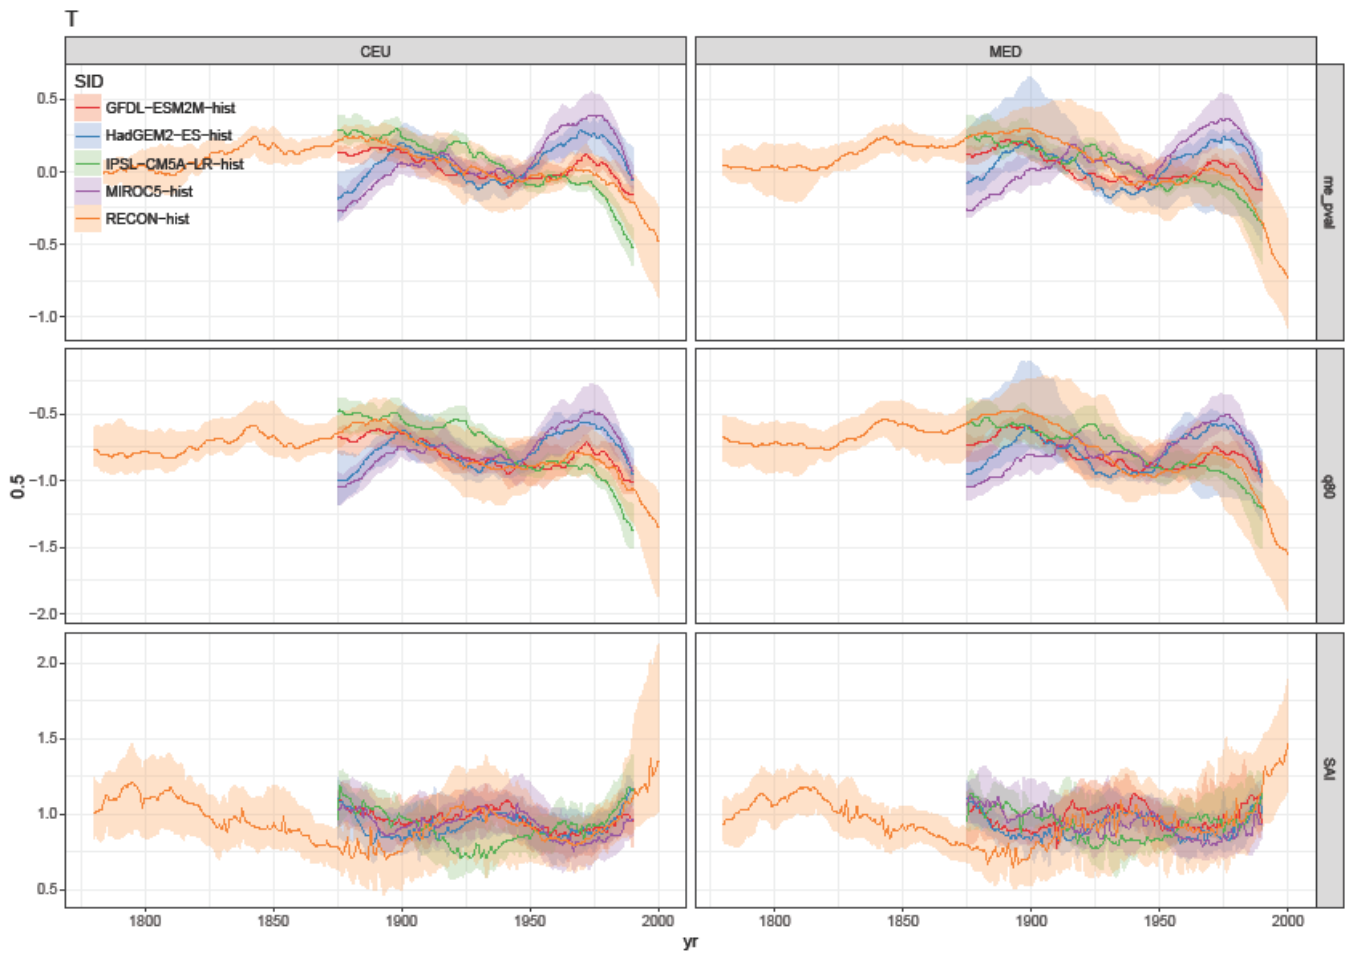 T
CEU
MED
SID
GFDL−ESM2M−hist
HadGEM2−ES−hist
IPSL−CM5A−LR−hist
MIROC5−hist
RECON−hist
0.5
0.0
−0.5
−1.0
me_pval
−0.5
−1.0
−1.5
−2.0
q80
0.5
2.0
1.5
1.0
0.5
SAI
1800
1850
1900
1950
2000
1800
1850
1900
1950
2000
yr